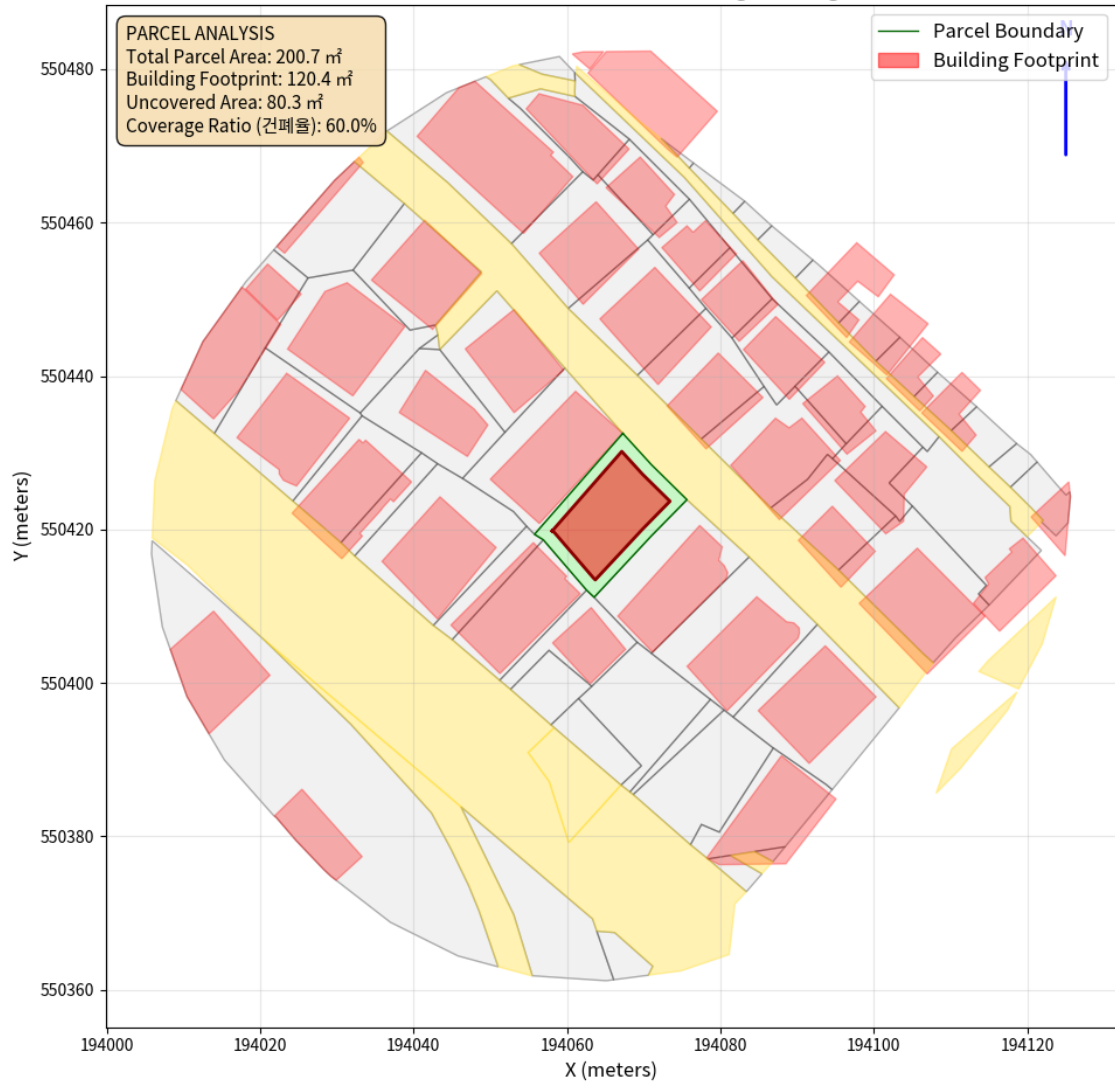 PARCEL ANALYSIS
Total Parcel Area: 200.7 ㎡
Building Footprint: 120.4 ㎡
Uncovered Area: 80.3 ㎡
Coverage Ratio (건폐율): 60.0%
Parcel Boundary
Building Footprint
N
550480
550460
550440
550420
550400
550380
550360
Y (meters)
194000
194020
194040
194060
194080
194100
194120
X (meters)